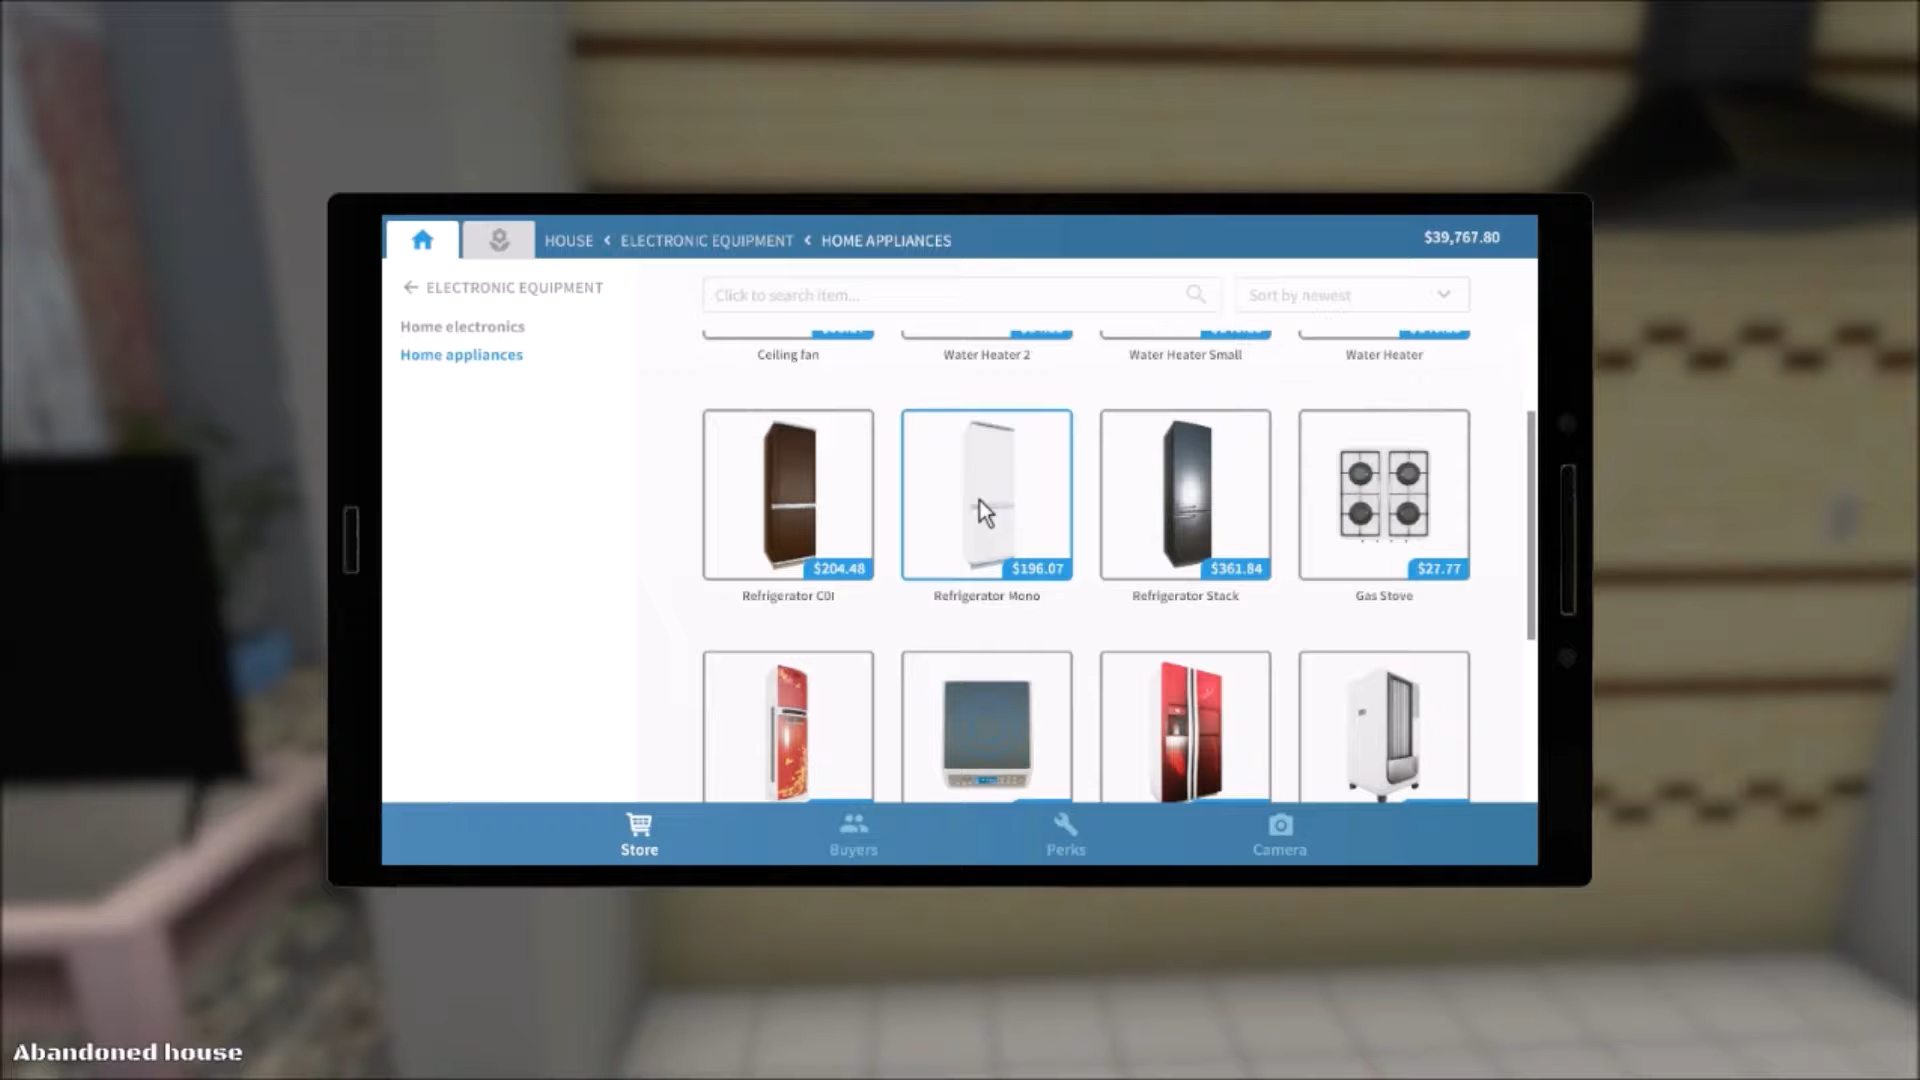 HOUSE < ELECTRONIC EQUIPMENT < HOME APPLIANCES
$39,767.80
← ELECTRONIC EQUIPMENT
Home electronics
Home appliances
Click to search item...
Sort by newest
Ceiling fan
Water Heater 2
Water Heater Small
Water Heater
$204.48
$196.07
$361.84
$27.77
Refrigerator C01
Refrigerator Mono
Refrigerator Stack
Gas Stove
Store
Buyers
Perks
Camera
Abandoned house